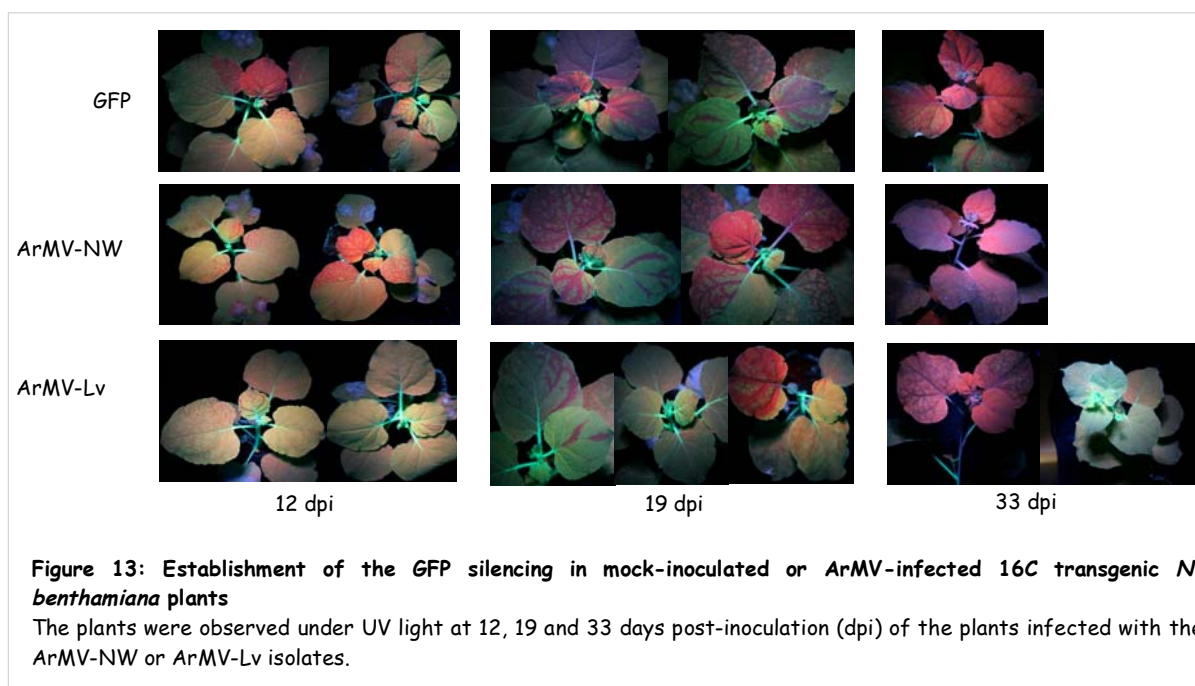 GFP
ArMV-NW
ArMV-Lv
12 dpi
19 dpi
33 dpi
Figure 13: Establishment of the GFP silencing in mock-inoculated or ArMV-infected 16C transgenic N
benthamiana plants
The plants were observed under UV light at 12, 19 and 33 days post-inoculation (dpi) of the plants infected with the
ArMV-NW or ArMV-Lv isolates.